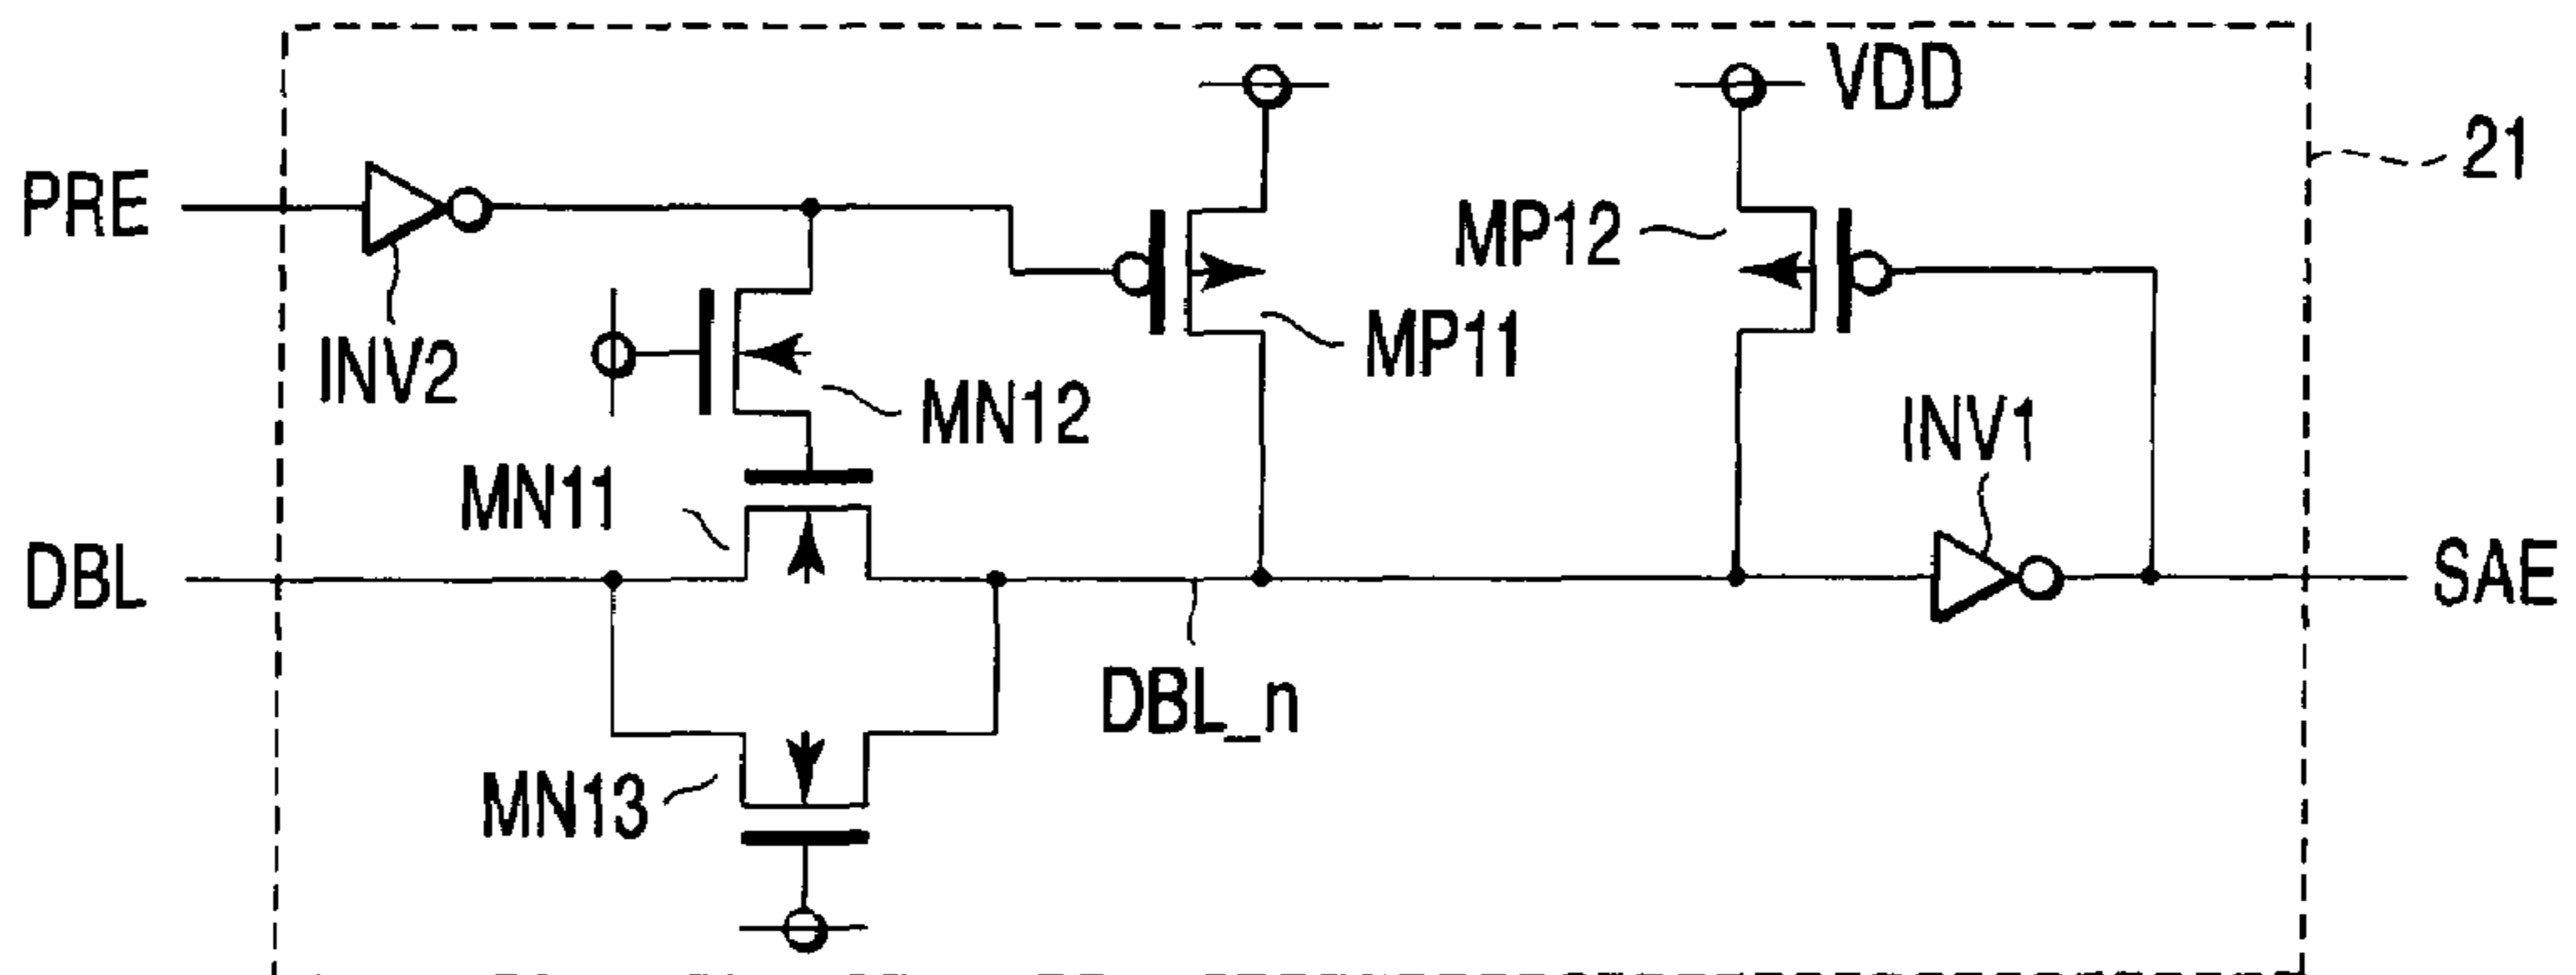 VDD
21
PRE
MP12
INV2
MP11
MN12
INV1
MN11
DBL
SAE
DBL_n
MN13